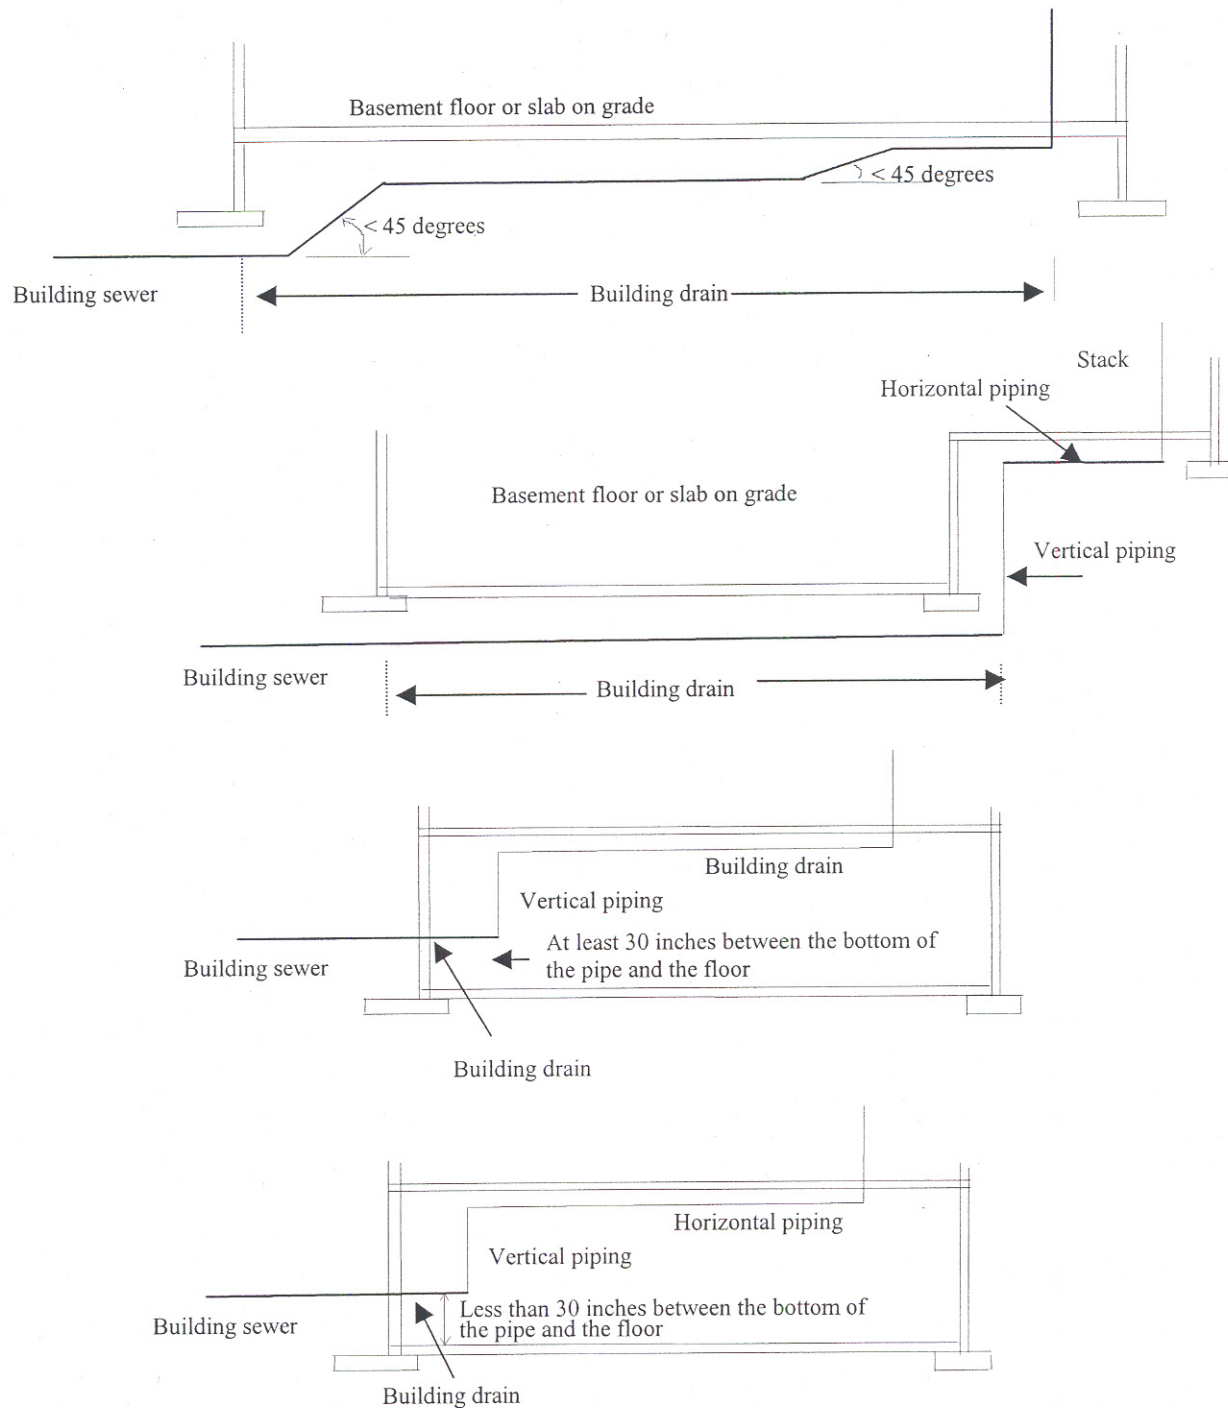 Basement floor or slab on grade
< 45 degrees
< 45 degrees
Building sewer
Building drain
Stack
Horizontal piping
Basement floor or slab on grade
Vertical piping
Building sewer
Building drain
Building drain
Vertical piping
At least 30 inches between the bottom of
the pipe and the floor
Building sewer
Building drain
Horizontal piping
Vertical piping
Less than 30 inches between the bottom of
the pipe and the floor
Building sewer
Building drain